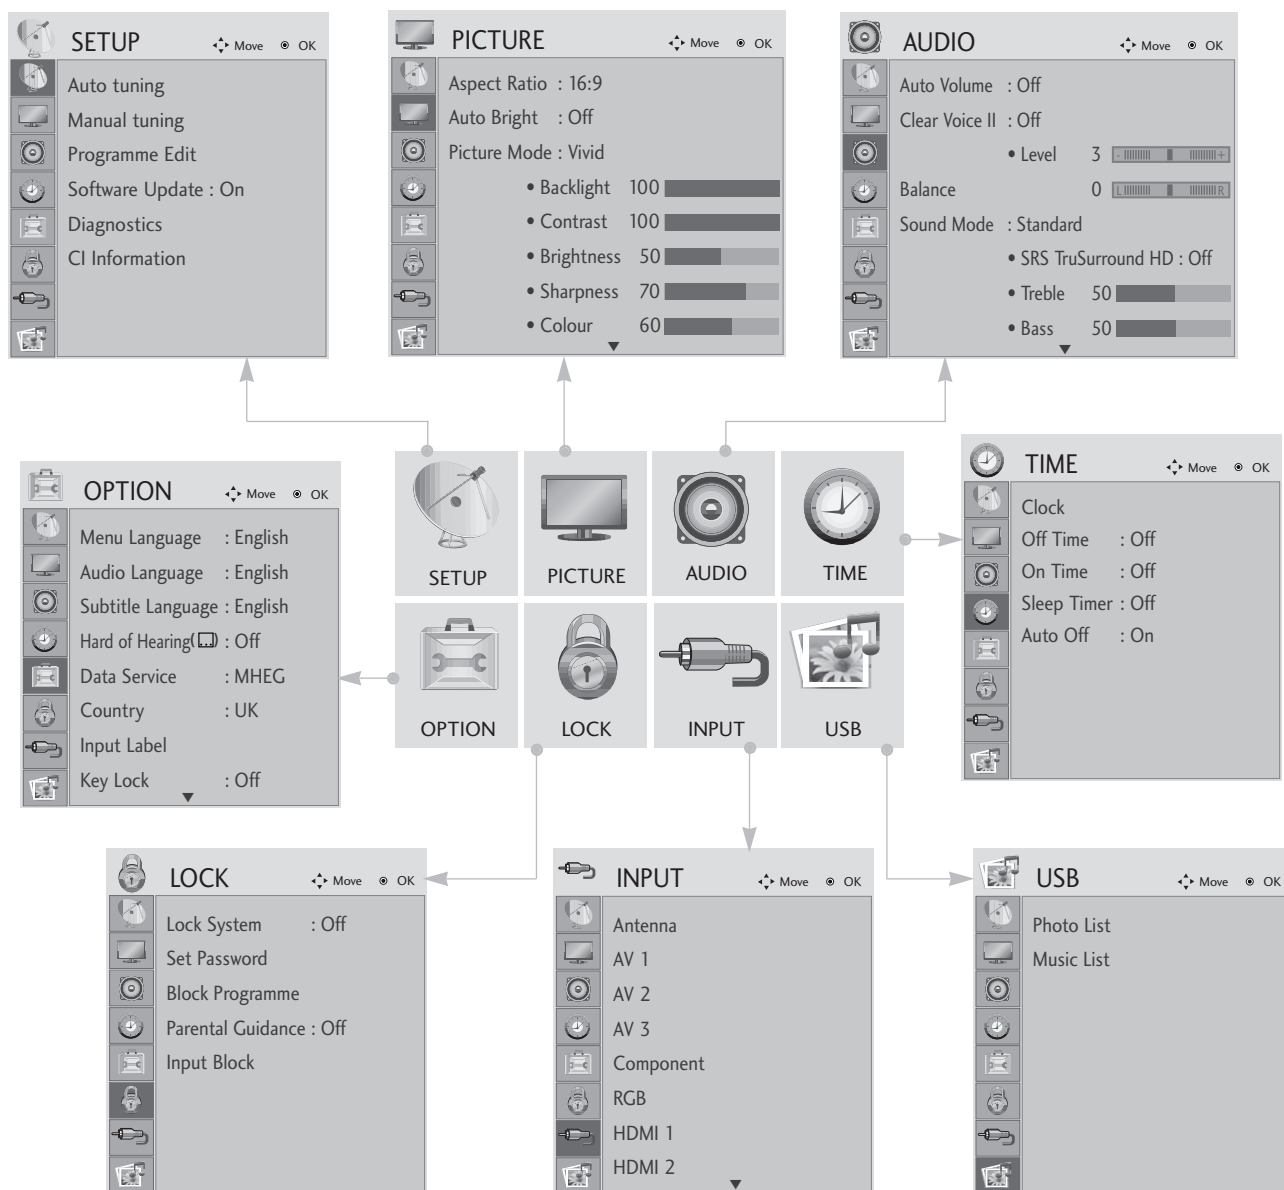 SETUP Move OK
Auto tuning
Manual tuning
Programme Edit
Software Update : On
Diagnostics
CI Information
PICTURE Move OK
Aspect Ratio : 16:9
Auto Bright : Off
Picture Mode : Vivid
• Backlight 100
• Contrast 100
• Brightness 50
• Sharpness 70
• Colour 60
AUDIO Move OK
Auto Volume : Off
Clear Voice II : Off
• Level 3 - +
Balance 0 L R
Sound Mode : Standard
• SRS TruSurround HD : Off
• Treble 50
• Bass 50
OPTION Move OK
Menu Language : English
Audio Language : English
Subtitle Language : English
Hard of Hearing( ) : Off
Data Service : MHEG
Country : UK
Input Label
Key Lock : Off
SETUP PICTURE AUDIO TIME
OPTION LOCK INPUT USB
TIME Move OK
Clock
Off Time : Off
On Time : Off
Sleep Timer : Off
Auto Off : On
LOCK Move OK
Lock System : Off
Set Password
Block Programme
Parental Guidance : Off
Input Block
INPUT Move OK
Antenna
AV 1
AV 2
AV 3
Component
RGB
HDMI 1
HDMI 2
USB Move OK
Photo List
Music List